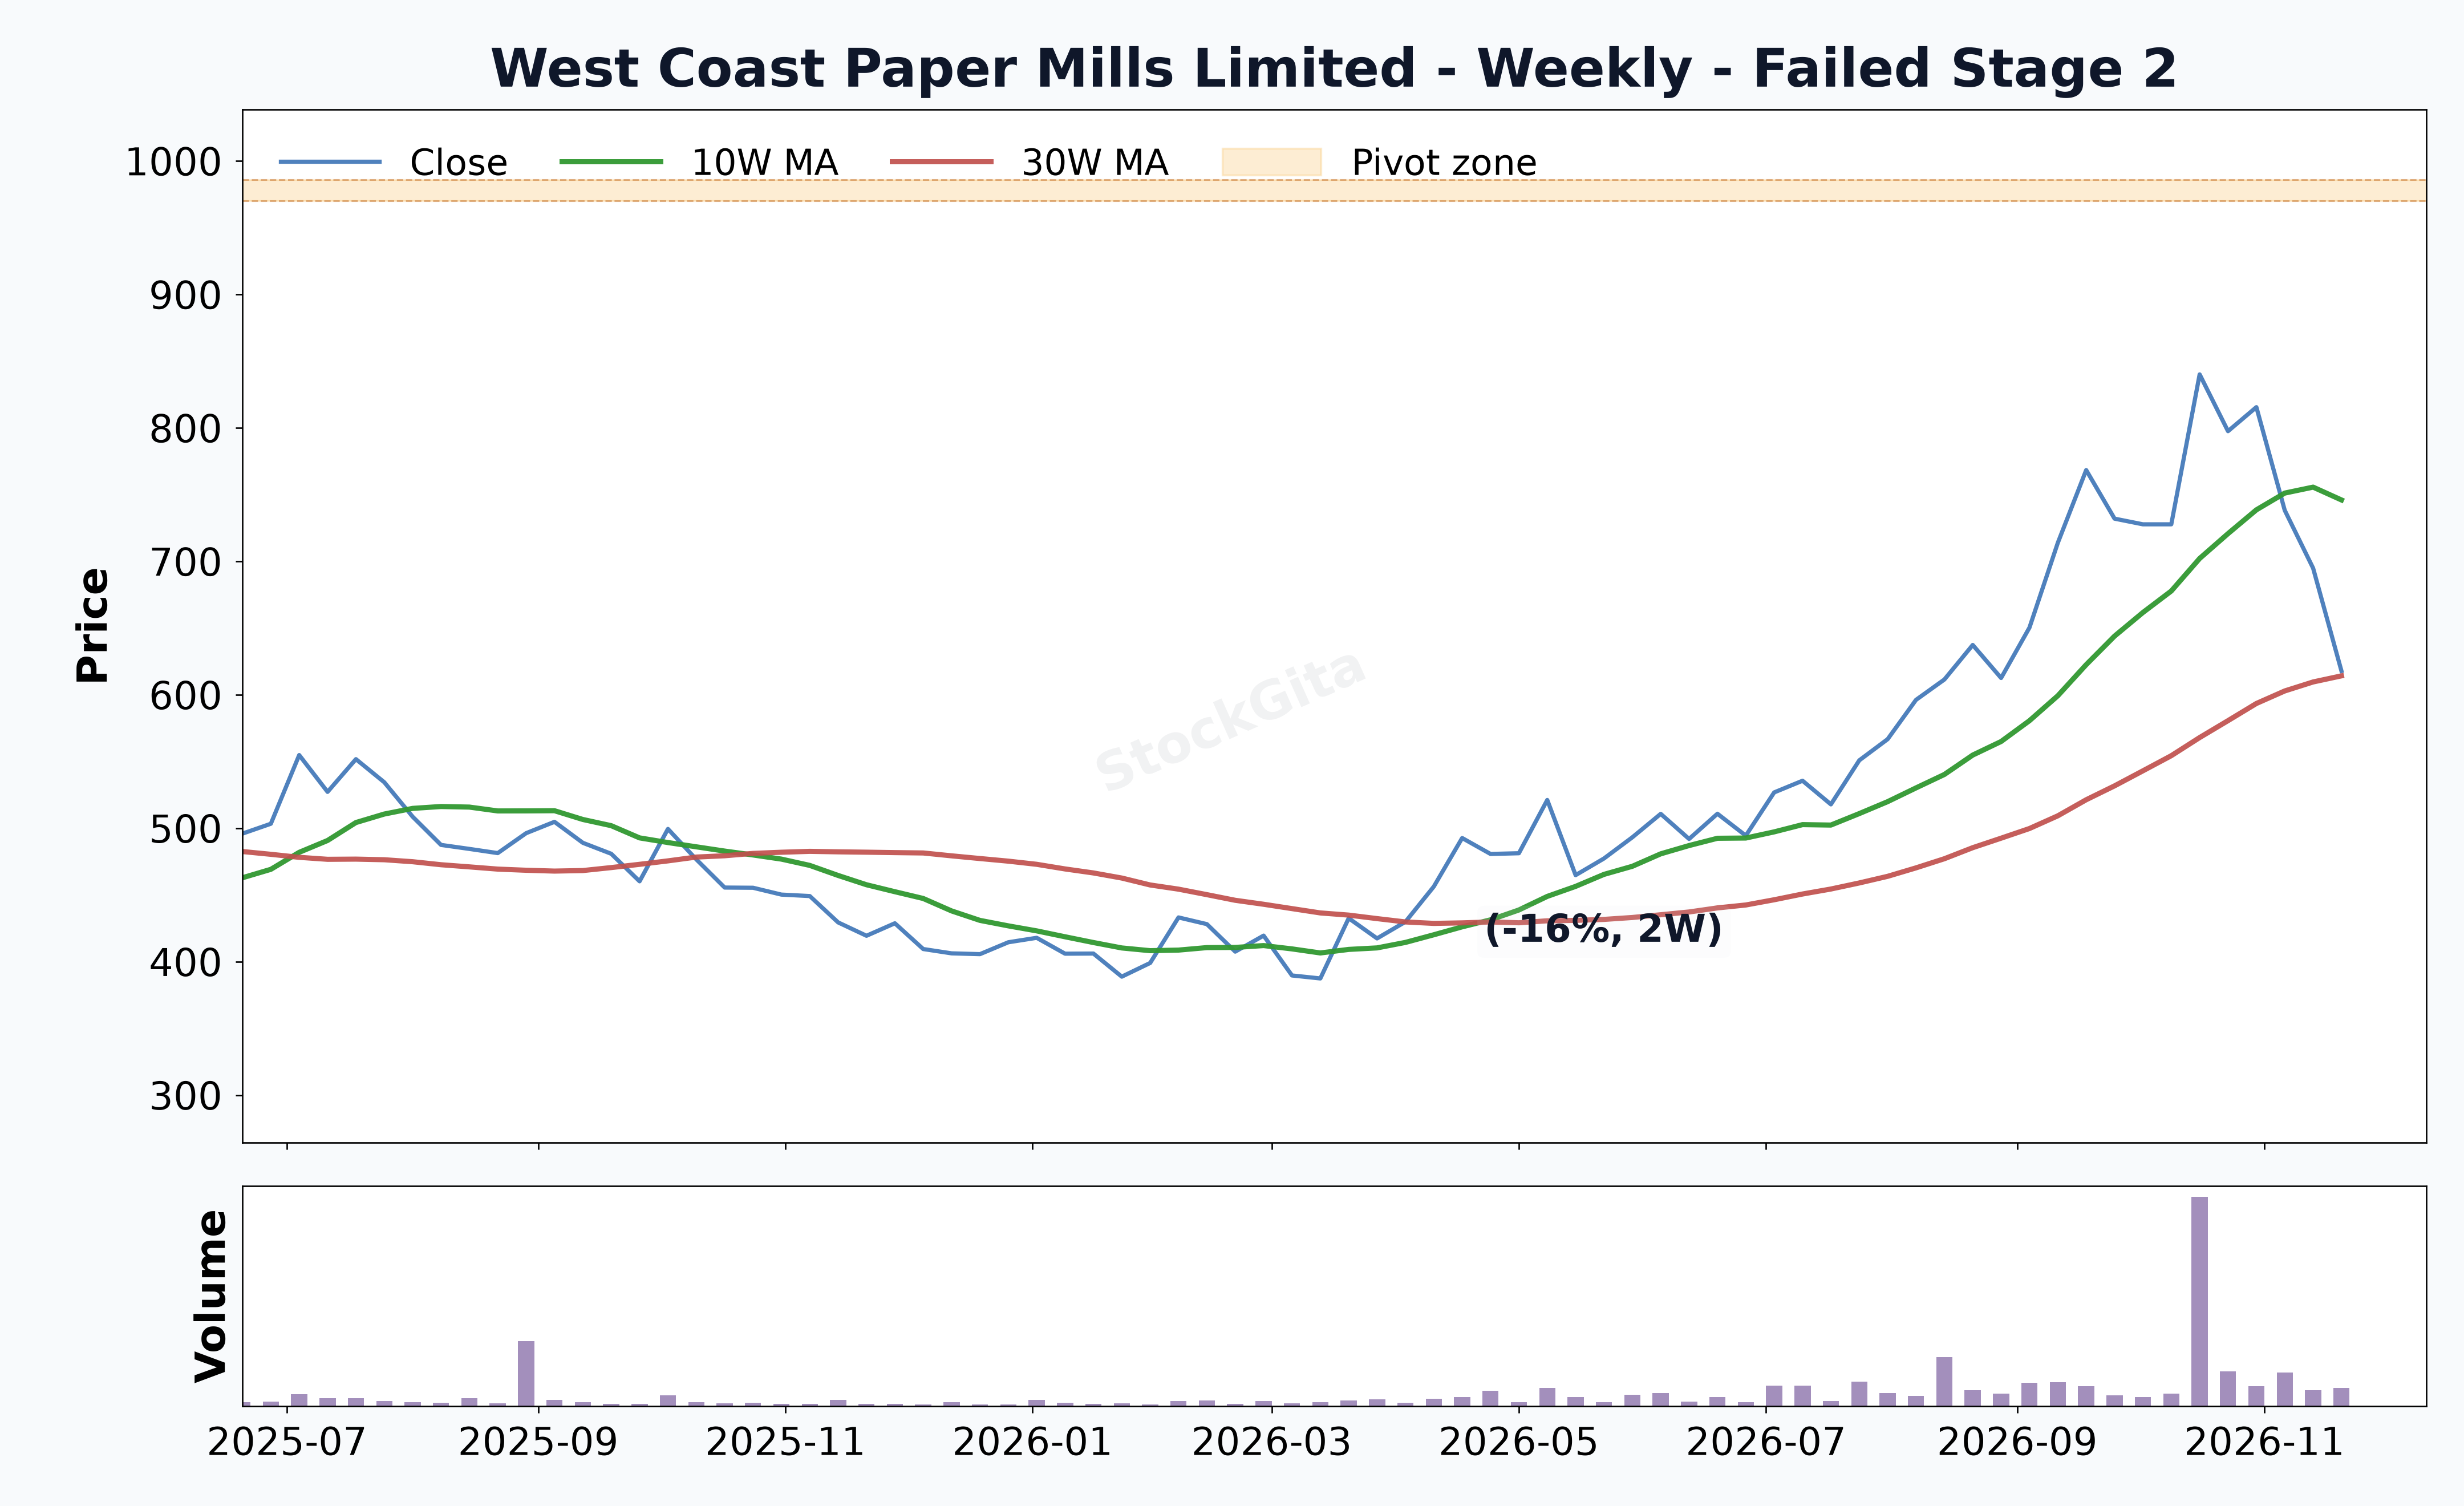 West Coast Paper Mills Limited - Weekly - Failed Stage 2
Close 10W MA 30W MA Pivot zone
1000
900
800
700
600
500
400
300
Price
StockGita
(-16%, 2W)
Volume
2025-07 2025-09 2025-11 2026-01 2026-03 2026-05 2026-07 2026-09 2026-11